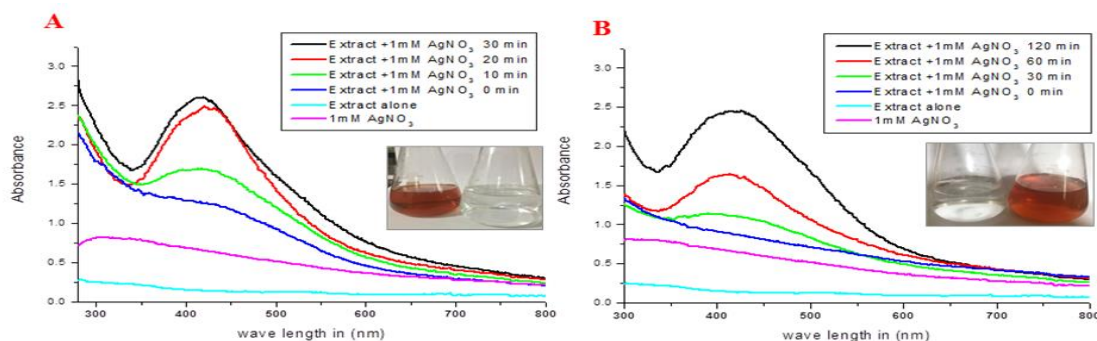 A
Extract +1mM AgNO3 30 min
Extract +1mM AgNO3 20 min
Extract +1mM AgNO3 10 min
Extract +1mM AgNO3 0 min
Extract alone
1mM AgNO3
3.0
2.5
2.0
1.5
1.0
0.5
0.0
Absorbance
300 400 500 600 700 800
wave length in (nm)
B
Extract +1mM AgNO3 120 min
Extract +1mM AgNO3 60 min
Extract +1mM AgNO3 30 min
Extract +1mM AgNO3 0 min
Extract alone
1mM AgNO3
3.0
2.5
2.0
1.5
1.0
0.5
0.0
Absorbance
300 400 500 600 700 800
wave length in (nm)